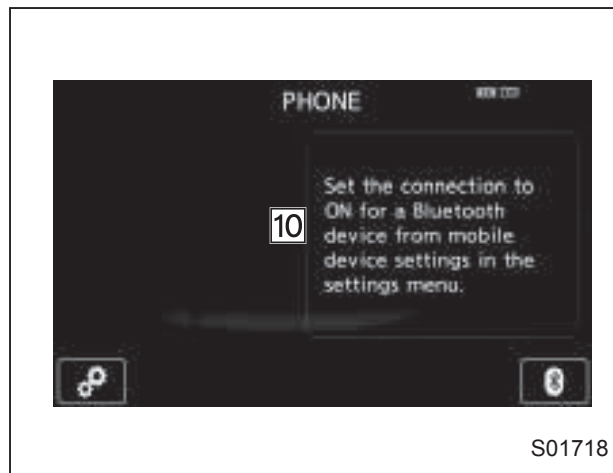 PHONE
10
Set the connection to
ON for a Bluetooth
device from mobile
device settings in the
settings menu.
S01718